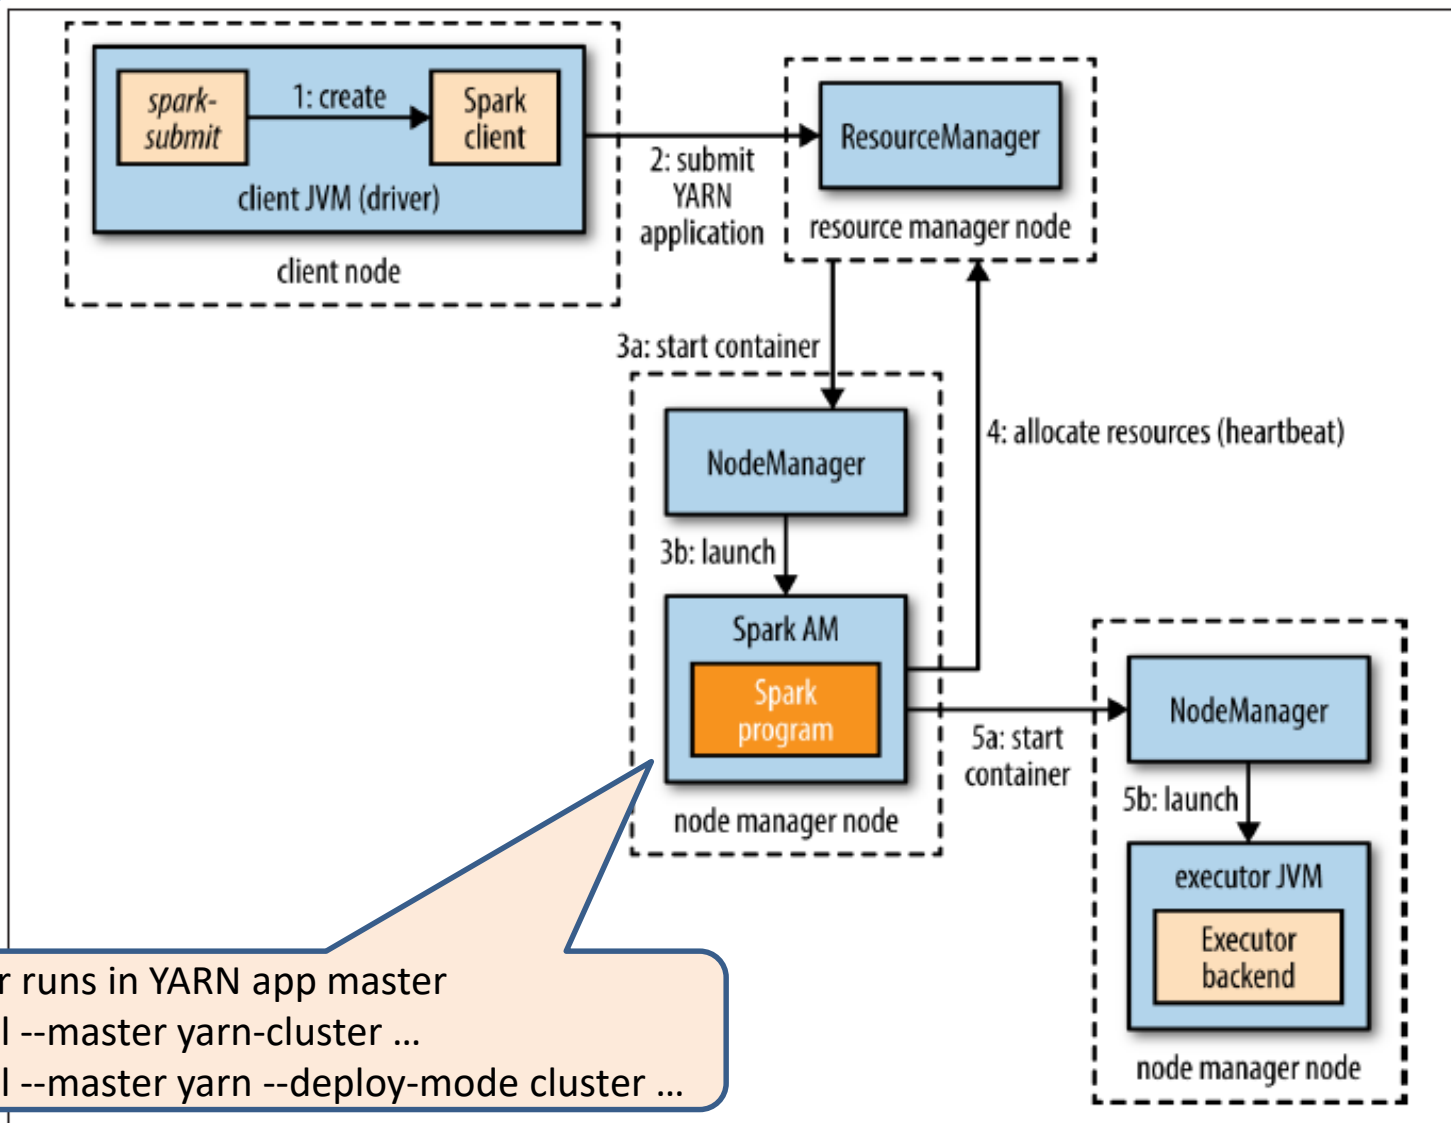 spark-
submit
1: create
Spark
client
client JVM (driver)
client node
2: submit
YARN
application
ResourceManager
resource manager node
3a: start container
NodeManager
3b: launch
Spark AM
Spark
program
node manager node
4: allocate resources (heartbeat)
5a: start
container
NodeManager
5b: launch
executor JVM
Executor
backend
node manager node
runs in YARN app master
--master yarn-cluster …
--master yarn --deploy-mode cluster …